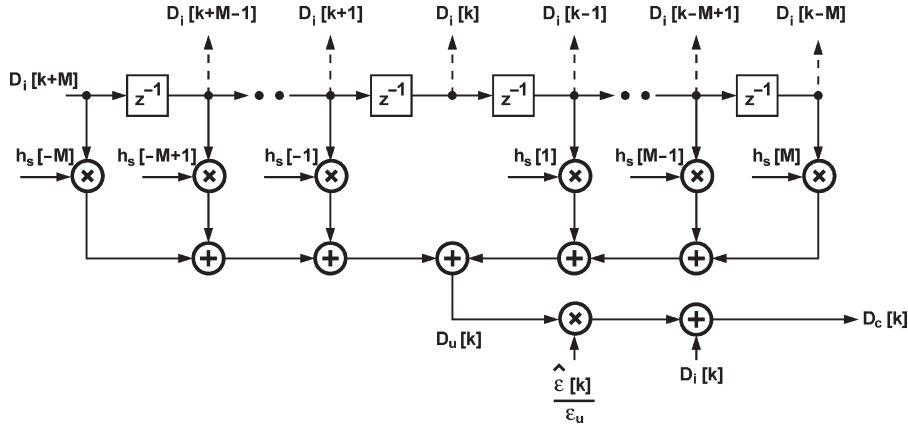 D_i [k+M-1] D_i [k+1] D_i [k] D_i [k-1] D_i [k-M+1] D_i [k-M]
D_i [k+M] z^-1 z^-1 z^-1 z^-1
h_s [-M] h_s [-M+1] h_s [-1] h_s [1] h_s [M-1] h_s [M]
D_u [k] D_c [k]
ε̂ [k] D_i [k]
ε_u